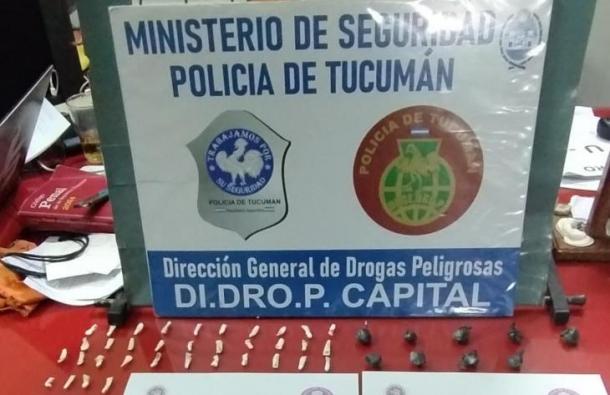 MINISTERIO DE SEGURIDAD
POLICIA DE TUCUMÁN
TRABAJAMOS POR
SU SEGURIDAD
POLICIA DE TUCUMAN
POLICIA DE TUCUMAN
Penal
Dirección General de Drogas Peligrosas
DI.DRO.P. CAPITAL